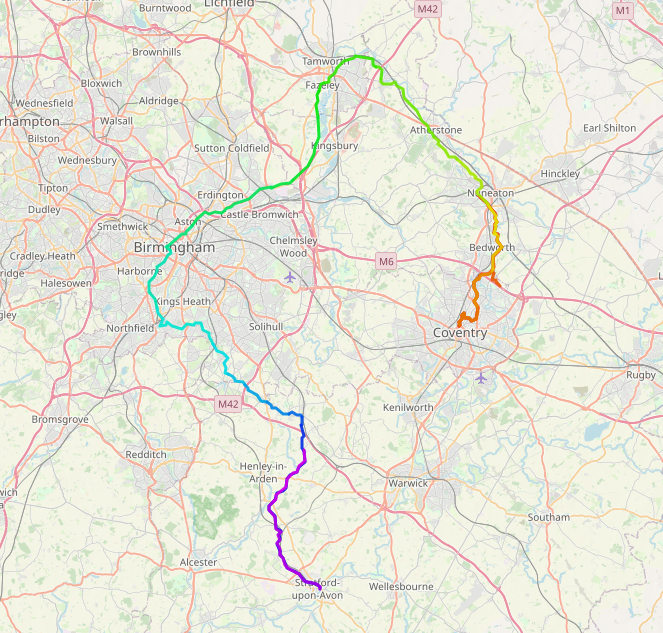 Burntwood
Lichfield
M42
M1
Brownhills
Tamworth
Bloxwich
Fazeley
Wednesfield
Aldridge
rhampton
Walsall
Atherstone
Earl Shilton
Bilston
Sutton Coldfield
Kingsbury
Wednesbury
Hinckley
Tipton
Erdington
Nuneaton
Dudley
Castle Bromwich
Smethwick
Aston
Birmingham
Chelmsley
Wood
Bedworth
Cradley Heath
M6
Harborne
ridge
Halesowen
Kings Heath
Northfield
Solihull
Coventry
Rugby
M42
Kenilworth
Bromsgrove
Redditch
Henley-in-
Arden
Warwick
wich
Southam
Alcester
Stratford-
upon-Avon
Wellesbourne